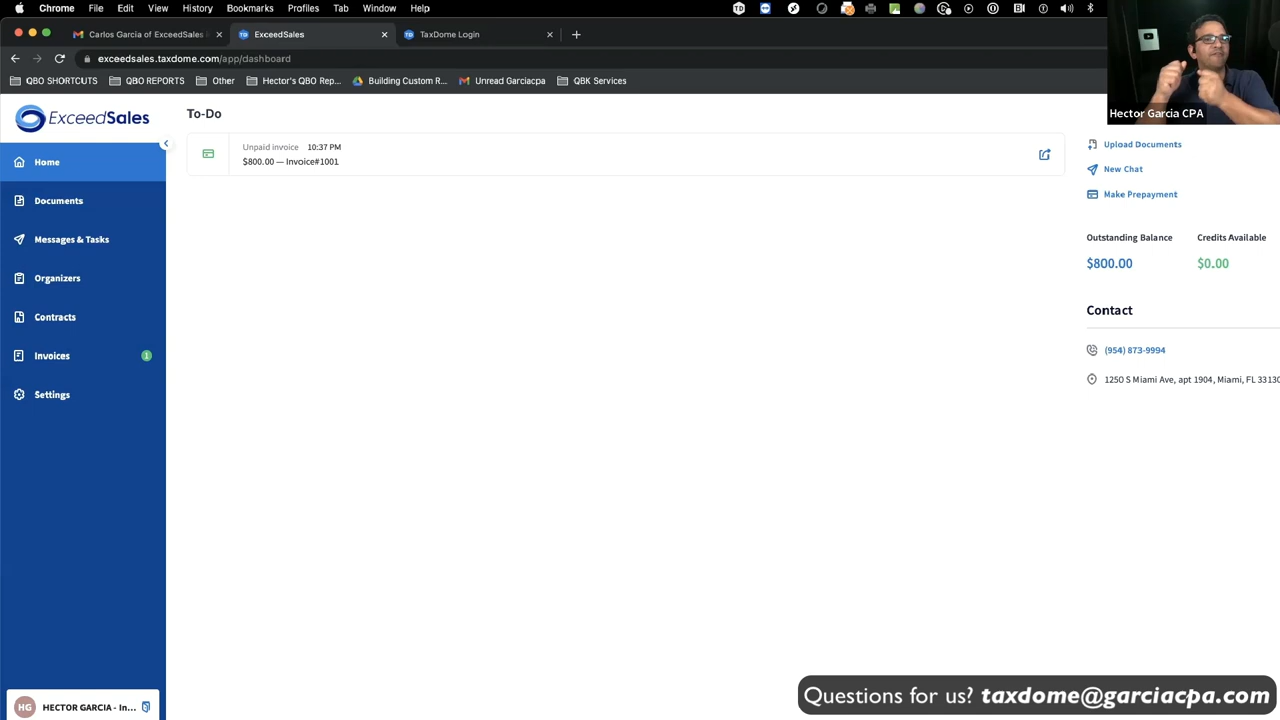 Chrome File Edit View History Bookmarks Profiles Tab Window Help
Carlos Garcia of ExceedSales
ExceedSales
TaxDome Login
exceedsales.taxdome.com/app/dashboard
QBO SHORTCUTS QBO REPORTS Other Hector's QBO Rep... Building Custom R... Unread Garciacpa QBK Services
Hector Garcia CPA
ExceedSales
Home
Documents
Messages & Tasks
Organizers
Contracts
Invoices 1
Settings
HG HECTOR GARCIA - In...
To-Do
Unpaid invoice 10:37 PM
$800.00 — Invoice#1001
Upload Documents
New Chat
Make Prepayment
Outstanding Balance Credits Available
$800.00 $0.00
Contact
(954) 873-9994
1250 S Miami Ave, apt 1904, Miami, FL 33130
Questions for us? taxdome@garciacpa.com